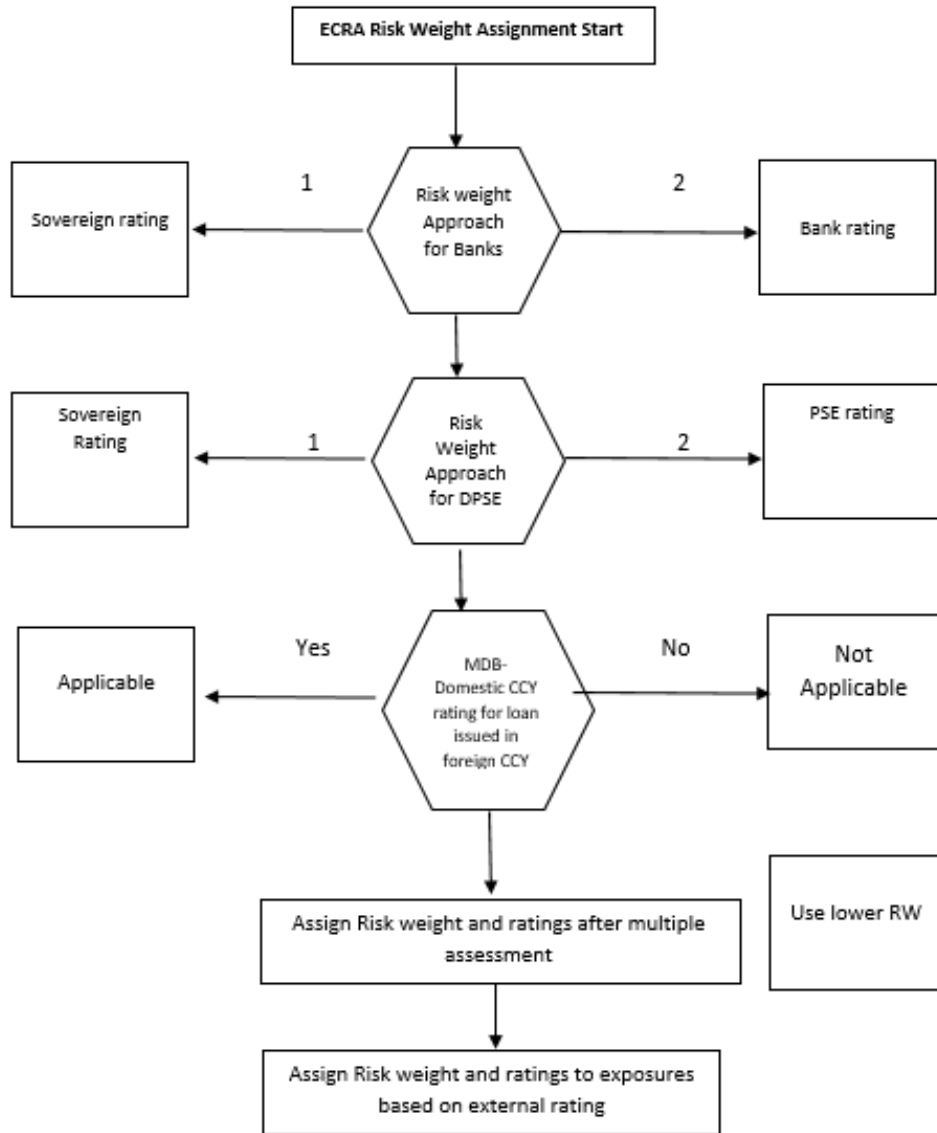 ECRA Risk Weight Assignment Start
1
2
Risk weight
Approach
for Banks
Sovereign rating
Bank rating
Sovereign
Rating
1
Risk
Weight
Approach
for DPSE
2
PSE rating
Yes
No
Applicable
MDB-
Domestic CCY
rating for loan
issued in
foreign CCY
Not
Applicable
Assign Risk weight and ratings after multiple
assessment
Use lower RW
Assign Risk weight and ratings to exposures
based on external rating